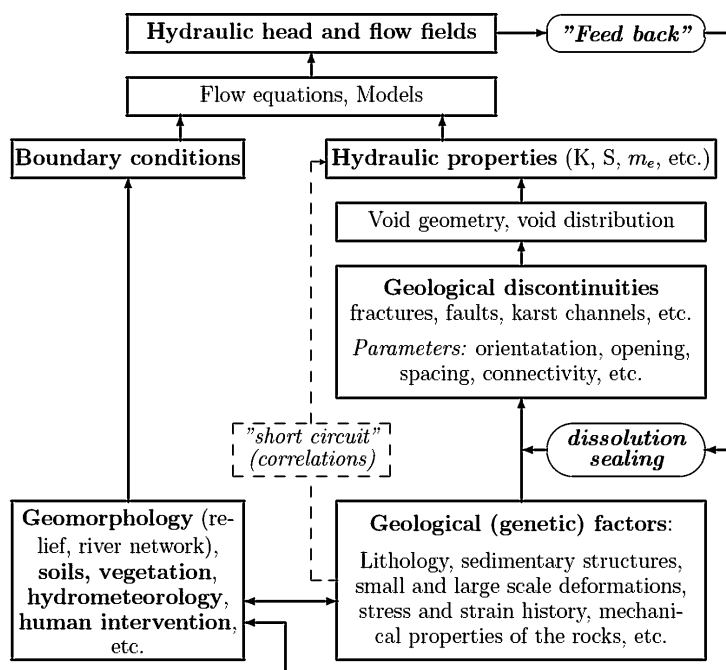 Hydraulic head and flow fields
"Feed back"
Flow equations, Models
Boundary conditions
Hydraulic properties (K, S, mₑ, etc.)
Void geometry, void distribution
Geological discontinuities
fractures, faults, karst channels, etc.
Parameters: orientatation, opening,
spacing, connectivity, etc.
"short circuit"
(correlations)
dissolution
sealing
Geomorphology (re-
lief, river network),
soils, vegetation,
hydrometeorology,
human intervention,
etc.
Geological (genetic) factors:
Lithology, sedimentary structures,
small and large scale deformations,
stress and strain history, mechani-
cal properties of the rocks, etc.